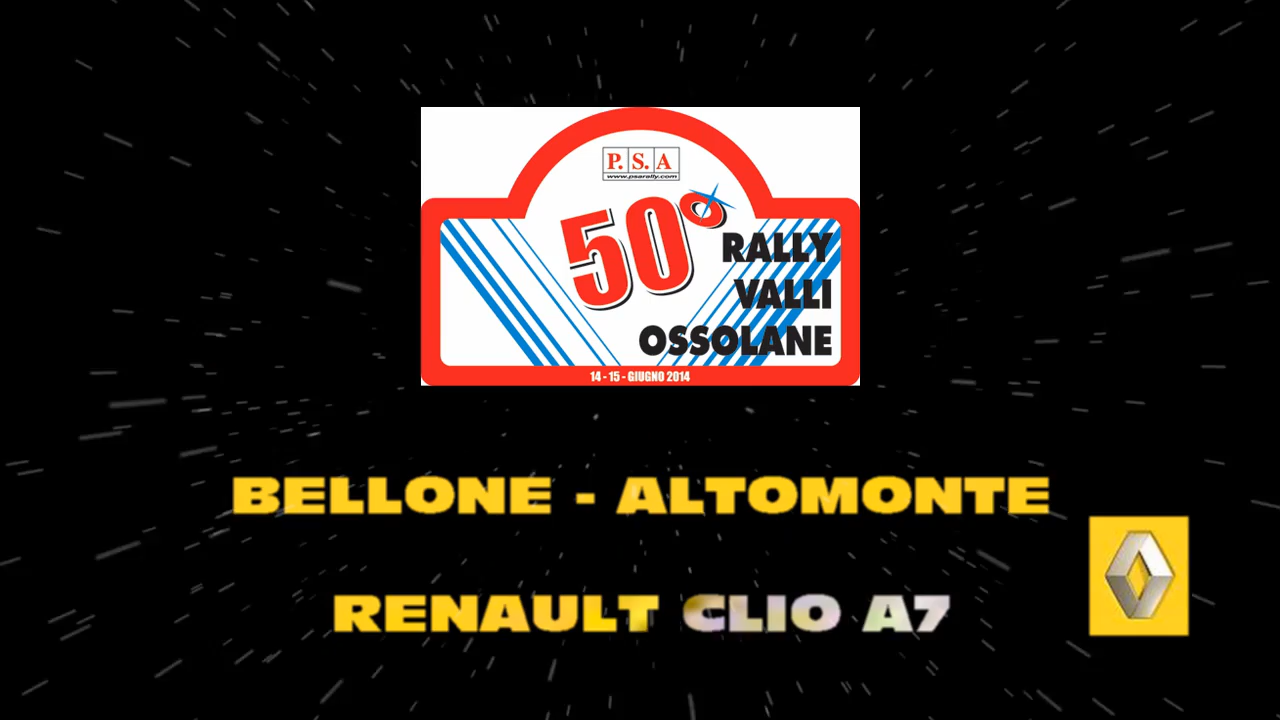 P. S. A
www.psarally.com
50°
RALLY
VALLI
OSSOLANE
14 - 15 - GIUGNO 2014
BELLONE - ALTOMONTE
RENAULT CLIO A7